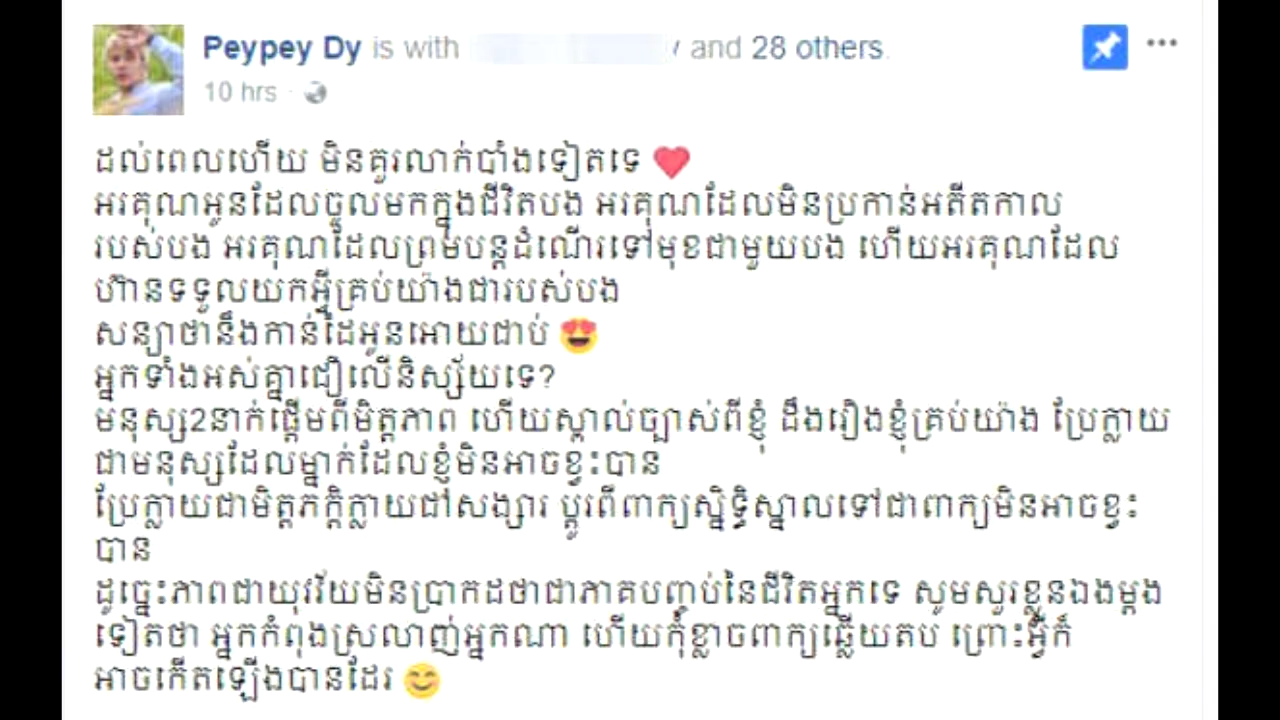 Peypey Dy is with and 28 others.
10 hrs ·
ដល់ពេលហើយ មិនគួរលាក់បាំងទៀតទេ ❤
អរគុណអូនដែលចូលមកក្នុងជីវិតបង អរគុណដែលមិនប្រកាន់អតីតកាល
របស់បង អរគុណដែលព្រមបន្តដំណើរទៅមុខជាមួយបង ហើយអរគុណដែល
ហ៊ានទទួលយកអ្វីគ្រប់យ៉ាងជារបស់បង
សន្យាថានឹងកាន់ដៃអូនអោយជាប់ 😍
អ្នកទាំងអស់គ្នាជឿលើនិស្ស័យទេ?
មនុស្ស2នាក់ផ្តើមពីមិត្តភាព ហើយស្គាល់ច្បាស់ពីខ្ញុំ ដឹងរឿងខ្ញុំគ្រប់យ៉ាង ប្រែក្លាយ
ជាមនុស្សដែលម្នាក់ដែលខ្ញុំមិនអាចខ្វះបាន
ប្រែក្លាយជាមិត្តភក្តិក្លាយជាសង្សារ ប្តូរពីពាក្យស្និទ្ធិស្នាលទៅជាពាក្យមិនអាចខ្វះ
បាន
ដូច្នេះភាពជាយុវវ័យមិនប្រាកដថាជាភាគបញ្ចប់នៃជីវិតអ្នកទេ សូមសួរខ្លួនឯងម្តង
ទៀតថា អ្នកកំពុងស្រលាញ់អ្នកណា ហើយកុំខ្លាចពាក្យឆ្លើយតប ព្រោះអ្វីក៏
អាចកើតឡើងបានដែរ 😊